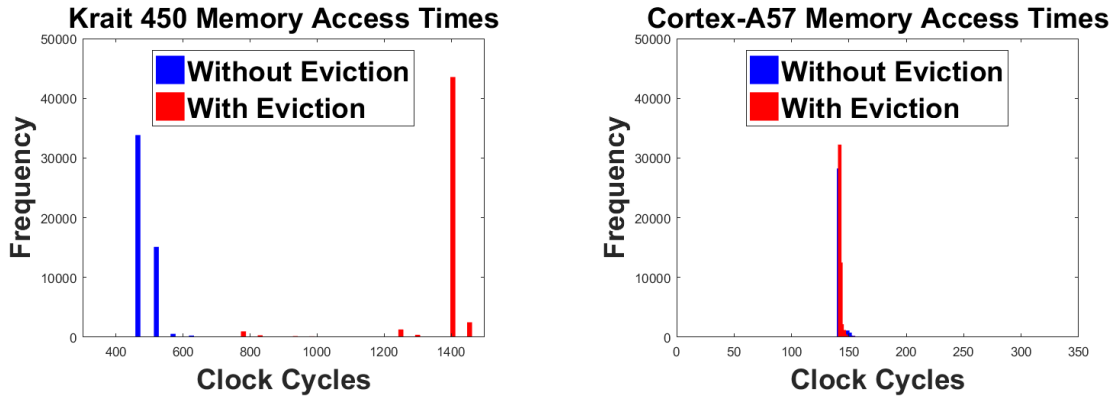 Krait 450 Memory Access Times
50000
40000
30000
20000
10000
0
Frequency
Without Eviction
With Eviction
400 600 800 1000 1200 1400
Clock Cycles
Cortex-A57 Memory Access Times
50000
40000
30000
20000
10000
0
Frequency
Without Eviction
With Eviction
0 50 100 150 200 250 300 350
Clock Cycles